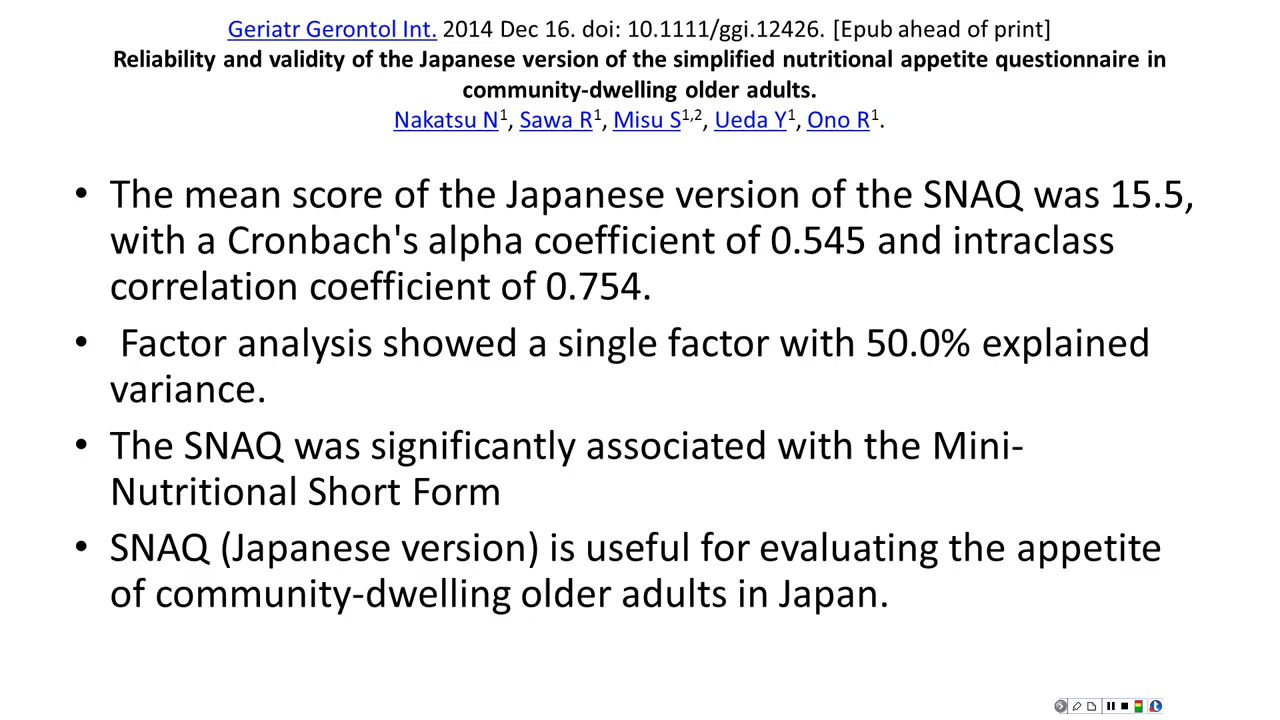 Geriatr Gerontol Int. 2014 Dec 16. doi: 10.1111/ggi.12426. [Epub ahead of print]
Reliability and validity of the Japanese version of the simplified nutritional appetite questionnaire in
community-dwelling older adults.
Nakatsu N1, Sawa R1, Misu S1,2, Ueda Y1, Ono R1.
• The mean score of the Japanese version of the SNAQ was 15.5,
with a Cronbach's alpha coefficient of 0.545 and intraclass
correlation coefficient of 0.754.
• Factor analysis showed a single factor with 50.0% explained
variance.
• The SNAQ was significantly associated with the Mini-
Nutritional Short Form
• SNAQ (Japanese version) is useful for evaluating the appetite
of community-dwelling older adults in Japan.